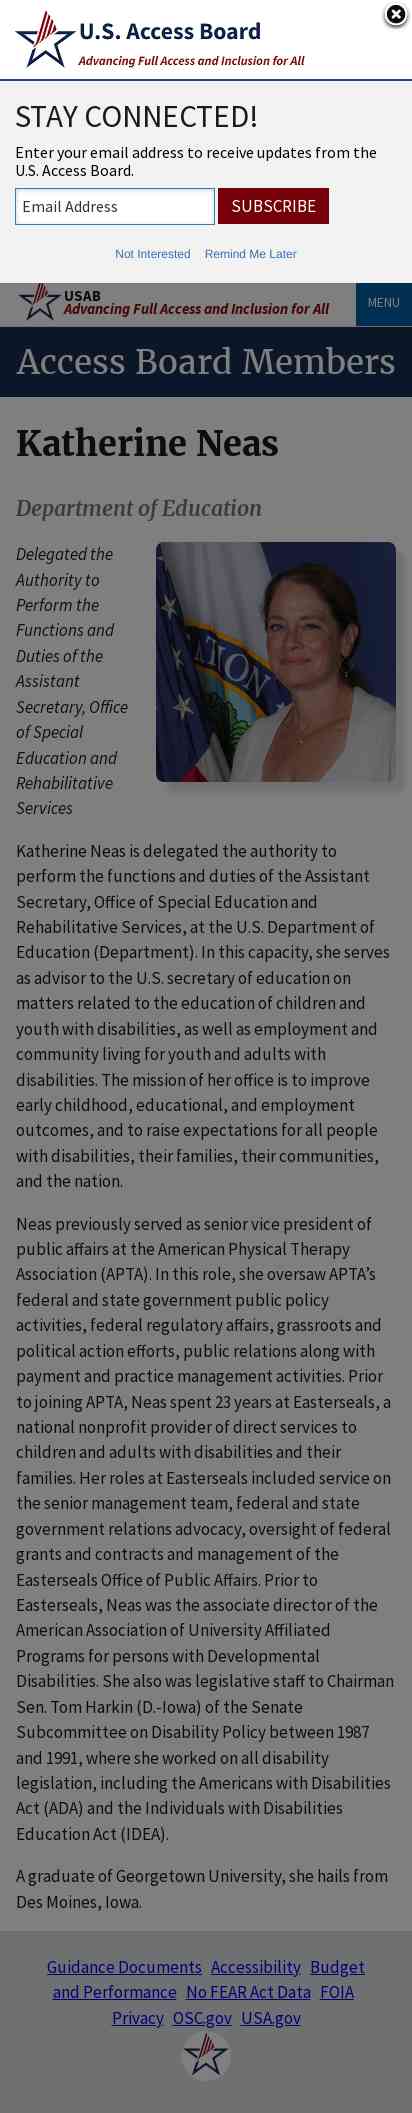 U.S. Access Board
Advancing Full Access and Inclusion for All
STAY CONNECTED!
Enter your email address to receive updates from the
U.S. Access Board.
Email Address
SUBSCRIBE
Not Interested Remind Me Later
USAB
Advancing Full Access and Inclusion for All
MENU
Access Board Members
Katherine Neas
Department of Education
Delegated the
Authority to
Perform the
Functions and
Duties of the
Assistant
Secretary, Office
of Special
Education and
Rehabilitative
Services
ATION
Katherine Neas is delegated the authority to
perform the functions and duties of the Assistant
Secretary, Office of Special Education and
Rehabilitative Services, at the U.S. Department of
Education (Department). In this capacity, she serves
as advisor to the U.S. secretary of education on
matters related to the education of children and
youth with disabilities, as well as employment and
community living for youth and adults with
disabilities. The mission of her office is to improve
early childhood, educational, and employment
outcomes, and to raise expectations for all people
with disabilities, their families, their communities,
and the nation.
Neas previously served as senior vice president of
public affairs at the American Physical Therapy
Association (APTA). In this role, she oversaw APTA’s
federal and state government public policy
activities, federal regulatory affairs, grassroots and
political action efforts, public relations along with
payment and practice management activities. Prior
to joining APTA, Neas spent 23 years at Easterseals, a
national nonprofit provider of direct services to
children and adults with disabilities and their
families. Her roles at Easterseals included service on
the senior management team, federal and state
government relations advocacy, oversight of federal
grants and contracts and management of the
Easterseals Office of Public Affairs. Prior to
Easterseals, Neas was the associate director of the
American Association of University Affiliated
Programs for persons with Developmental
Disabilities. She also was legislative staff to Chairman
Sen. Tom Harkin (D.-Iowa) of the Senate
Subcommittee on Disability Policy between 1987
and 1991, where she worked on all disability
legislation, including the Americans with Disabilities
Act (ADA) and the Individuals with Disabilities
Education Act (IDEA).
A graduate of Georgetown University, she hails from
Des Moines, Iowa.
Guidance Documents Accessibility Budget
and Performance No FEAR Act Data FOIA
Privacy OSC.gov USA.gov